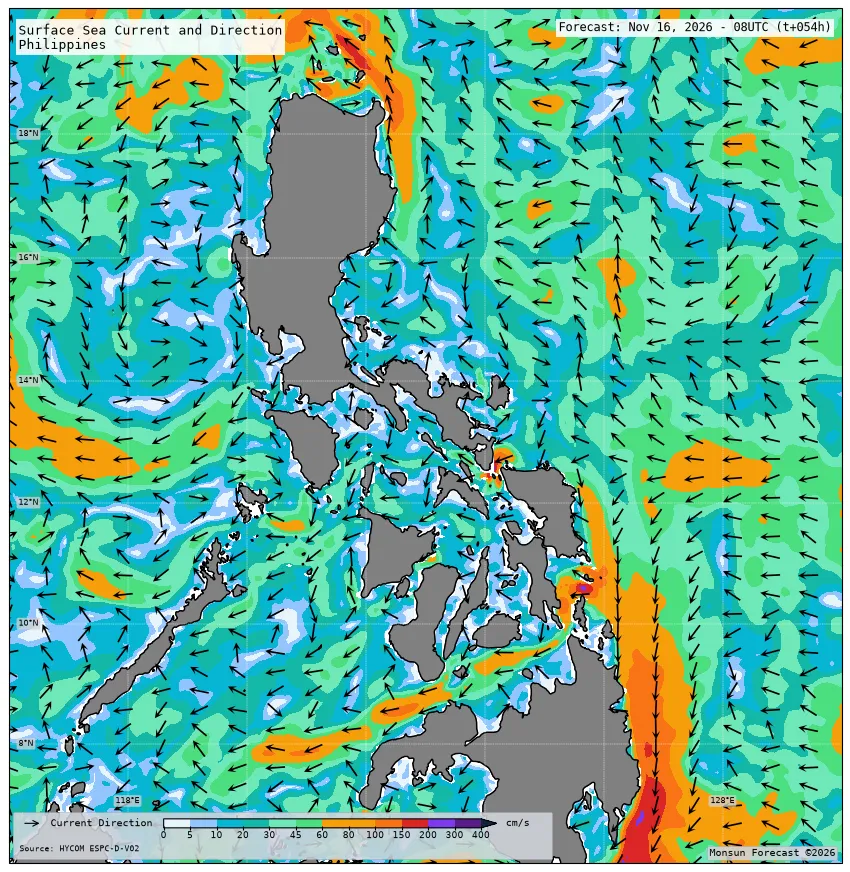 Surface Sea Current and Direction
Philippines
Forecast: Nov 16, 2026 - 08UTC (t+054h)
18°N
16°N
14°N
12°N
10°N
8°N
118°E
128°E
Current Direction
cm/s
0 5 10 20 30 45 60 80 100 150 200 300 400
Source: HYCOM ESPC-D-V02
Monsun Forecast ©2026